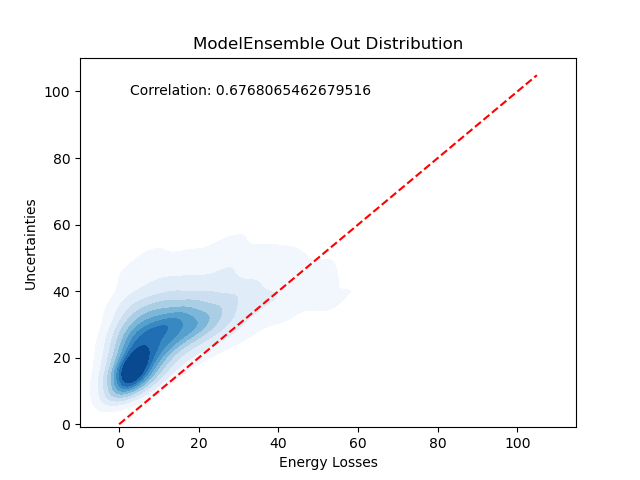 ModelEnsemble Out Distribution
Correlation: 0.6768065462679516
100
80
60
40
20
0
Uncertainties
0 20 40 60 80 100
Energy Losses